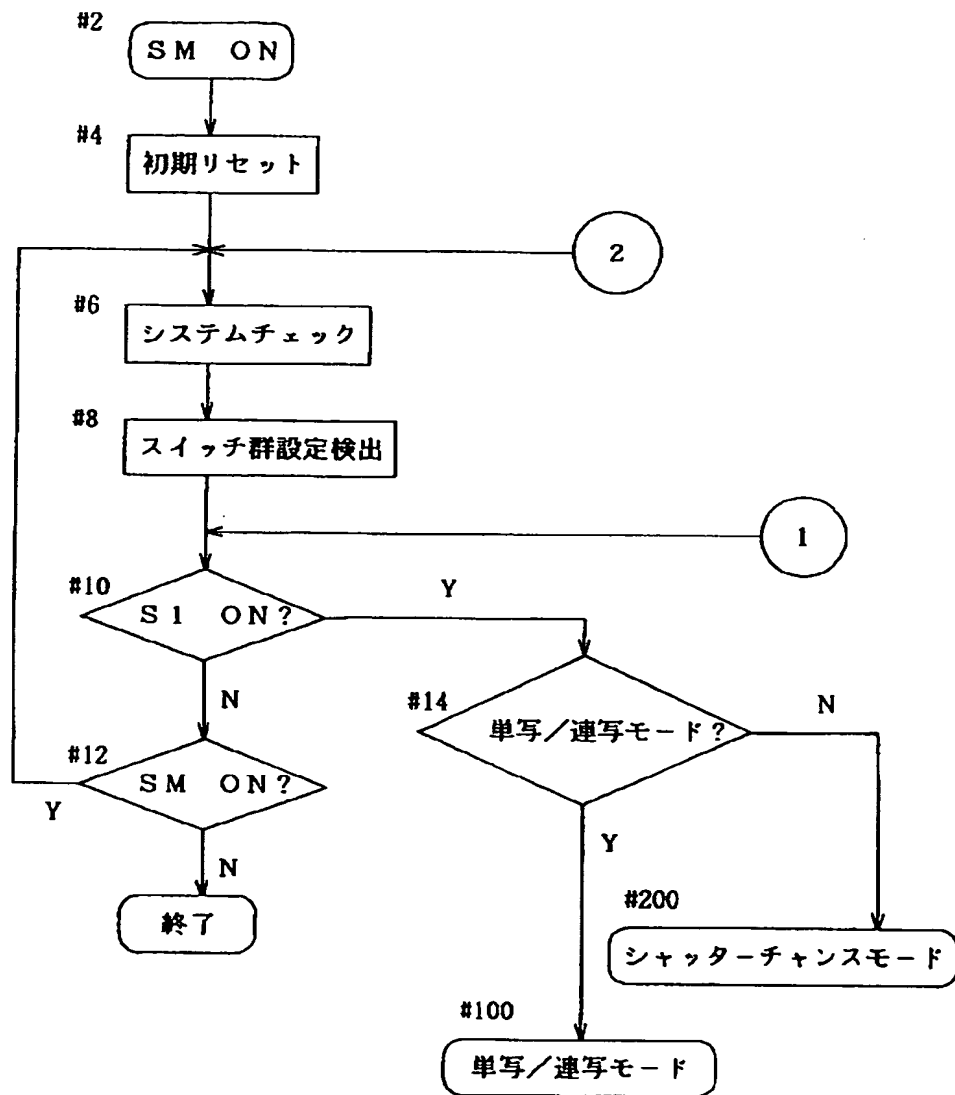 #2
SM ON
#4
初期リセット
2
#6
システムチェック
#8
スイッチ群設定検出
1
#10
S1 ON?
Y
N
#14
単写/連写モード?
N
#12
SM ON?
Y
N
Y
終了
#200
シャッターチャンスモード
#100
単写/連写モード